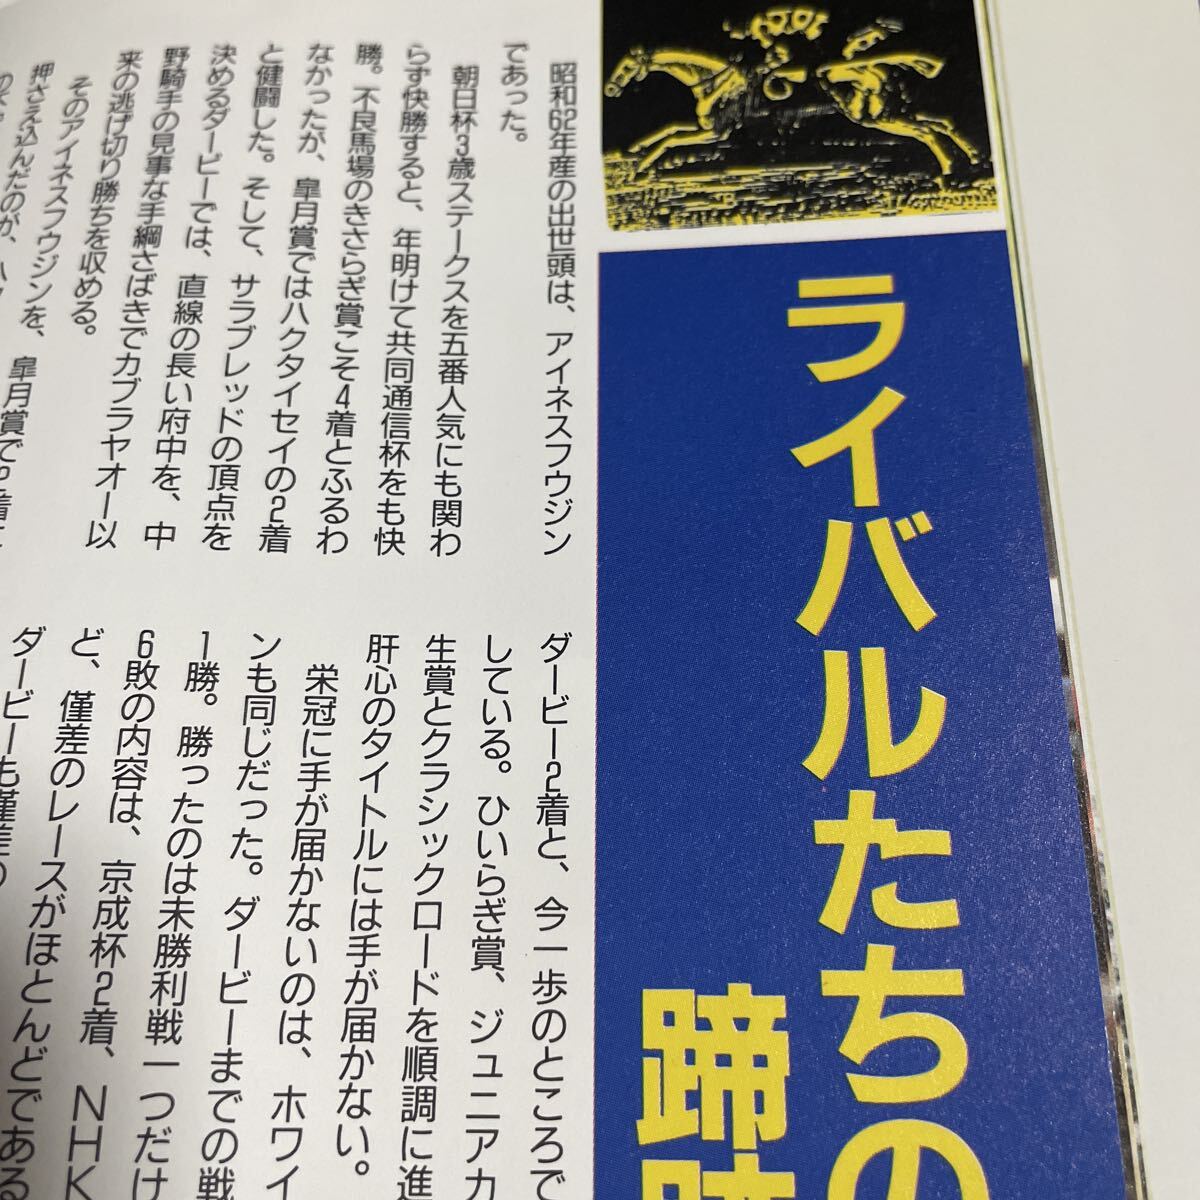 ライバルたちの
蹄
昭和62年産の出世頭は、アイネスフウジン
であった。
朝日杯3歳ステークスを五番人気にも関わ
らず快勝すると、年明けて共同通信杯をも快
勝。不良馬場のきさらぎ賞こそ4着とふるわ
なかったが、皐月賞ではハクタイセイの2着
と健闘した。そして、サラブレッドの頂点を
決めるダービーでは、直線の長い府中を、中
野騎手の見事な手綱さばきでカブラヤオー以
来の逃げ切り勝ちを収める。
そのアイネスフウジンを、皐月賞で2着に
押さえ込んだのが、ハク
ダービー2着と、今一歩のところで
している。ひいらぎ賞、ジュニアカ
生賞とクラシックロードを順調に進
肝心のタイトルには手が届かない。
栄冠に手が届かないのは、ホワイ
ンも同じだった。ダービーまでの戦
1勝。勝ったのは未勝利戦一つだけ
6敗の内容は、京成杯2着、NHK
ど、僅差のレースがほとんどである
ダービーも僅差の